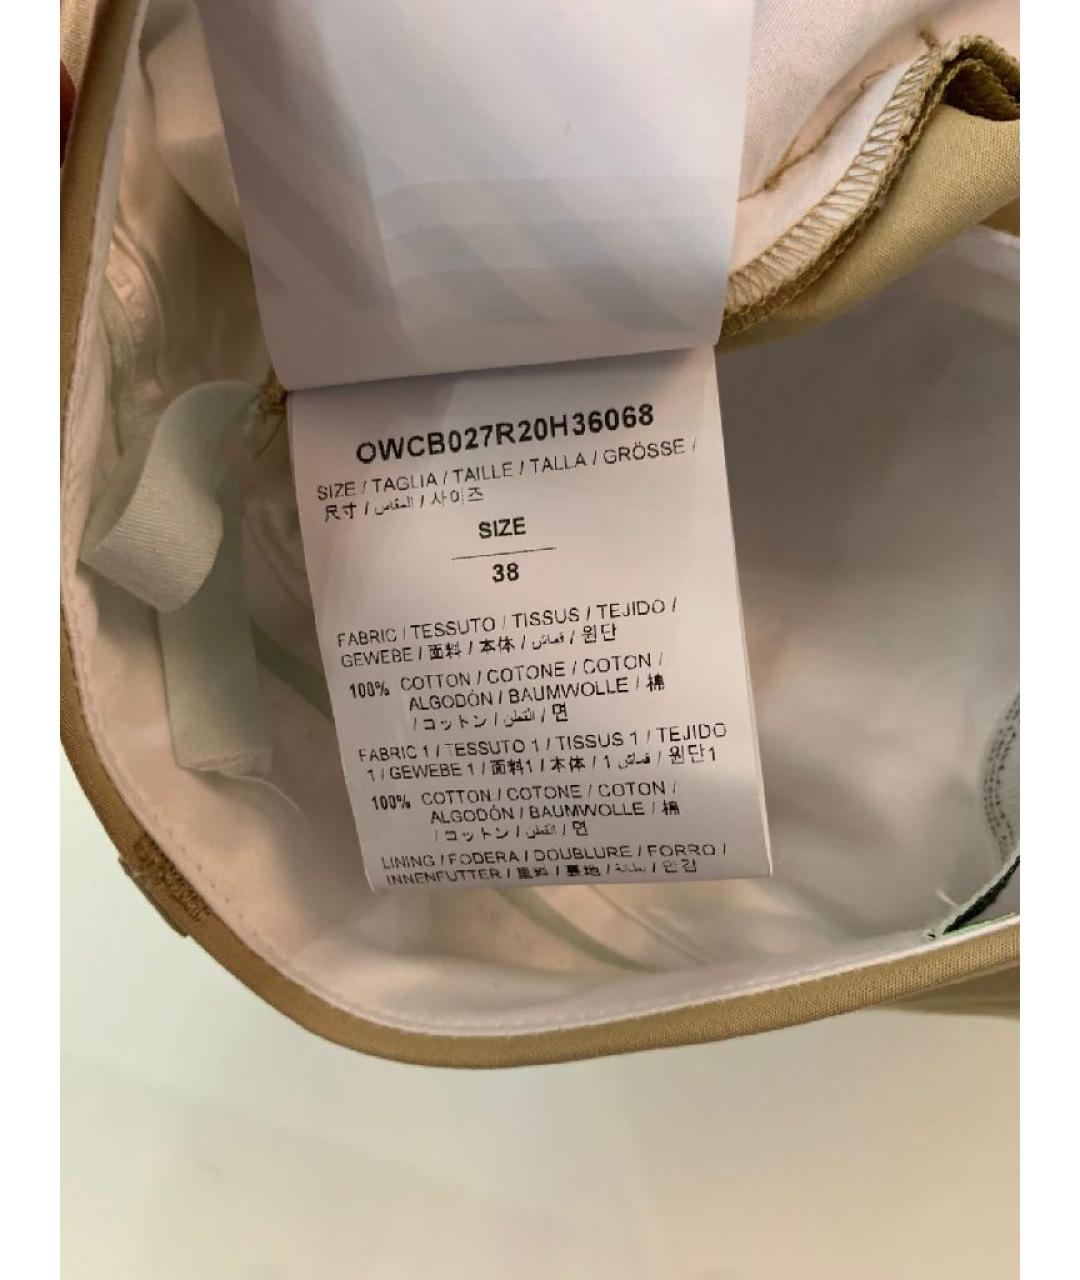 OWCB027R20H36068
SIZE / TAGLIA / TAILLE / TALLA / GRÖSSE /
尺寸 / المقاس / 사이즈
SIZE
38
FABRIC / TESSUTO / TISSUS / TEJIDO /
GEWEBE / 面料 / 本体 / قماش / 원단
100% COTTON / COTONE / COTON /
ALGODÓN / BAUMWOLLE / 棉
/ コットン / القطن / 면
FABRIC 1 / TESSUTO 1 / TISSUS 1 / TEJIDO
1 / GEWEBE 1 / 面料1 / 本体 / 1 قماش / 원단1
100% COTTON / COTONE / COTON /
ALGODÓN / BAUMWOLLE / 棉
/ コットン / القطن / 면
LINING / FODERA / DOUBLURE / FORRO /
INNENFUTTER / 里料 / 裏地 / بطانة / 안감